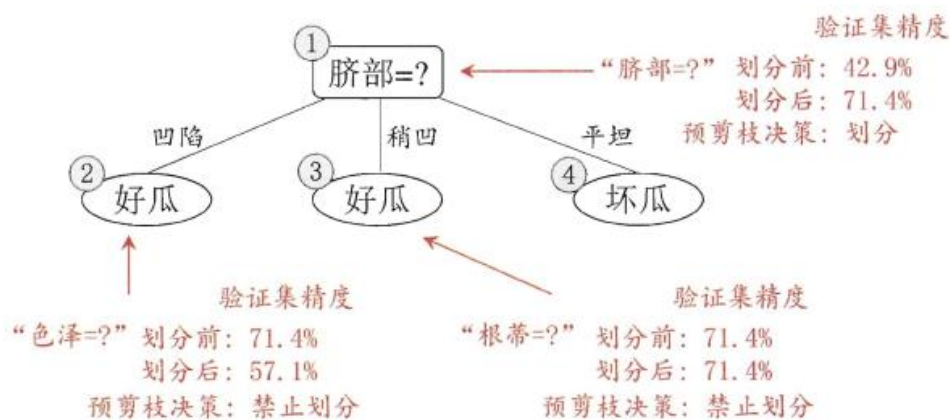 验证集精度
①
脐部=?
“脐部=?” 划分前: 42.9%
划分后: 71.4%
预剪枝决策: 划分
凹陷
稍凹
平坦
②
好瓜
③
好瓜
④
坏瓜
验证集精度
“色泽=?” 划分前: 71.4%
划分后: 57.1%
预剪枝决策: 禁止划分
验证集精度
“根蒂=?” 划分前: 71.4%
划分后: 71.4%
预剪枝决策: 禁止划分